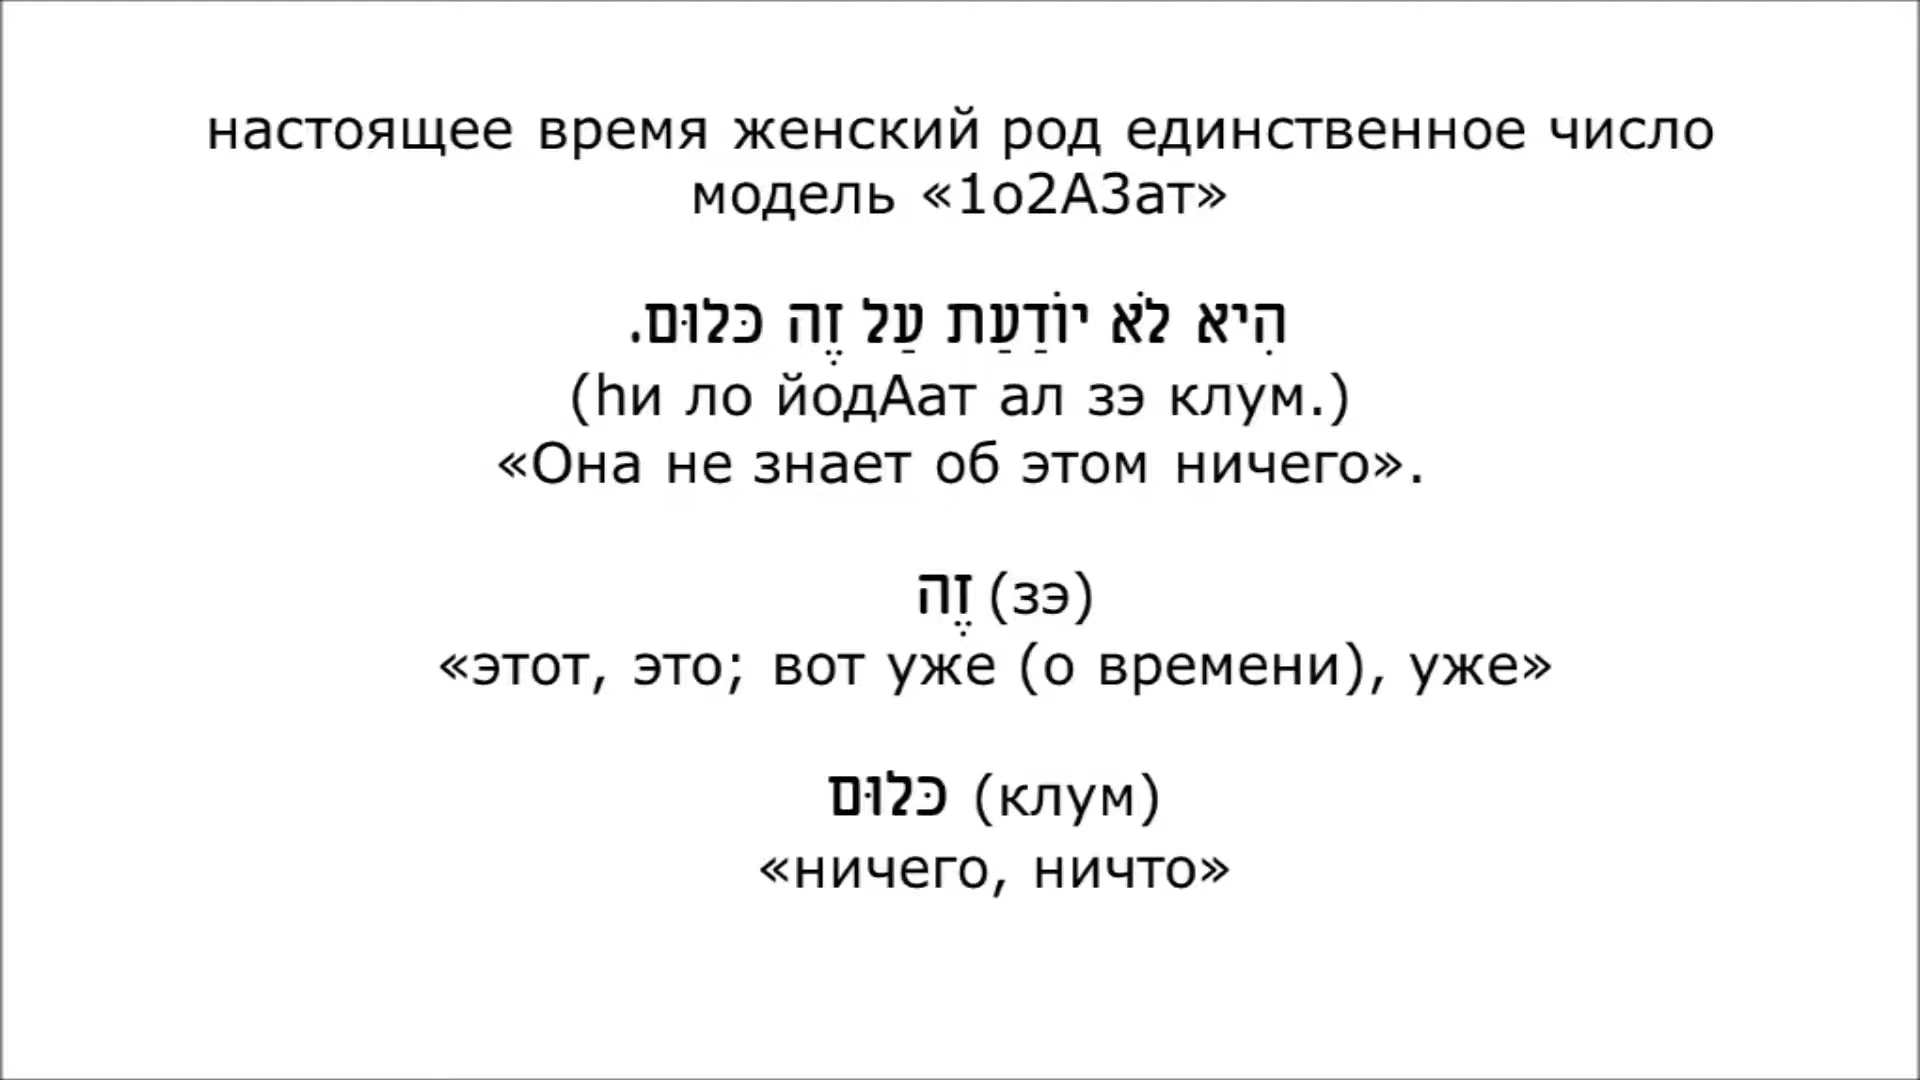 настоящее время женский род единственное число
модель «1о2А3ат»
הִיא לֹא יוֹדַעַת עַל זֶה כּלוּם.
(hи ло йодАат ал зэ клум.)
«Она не знает об этом ничего».
זֶה (зэ)
«этот, это; вот уже (о времени), уже»
כּלוּם (клум)
«ничего, ничто»